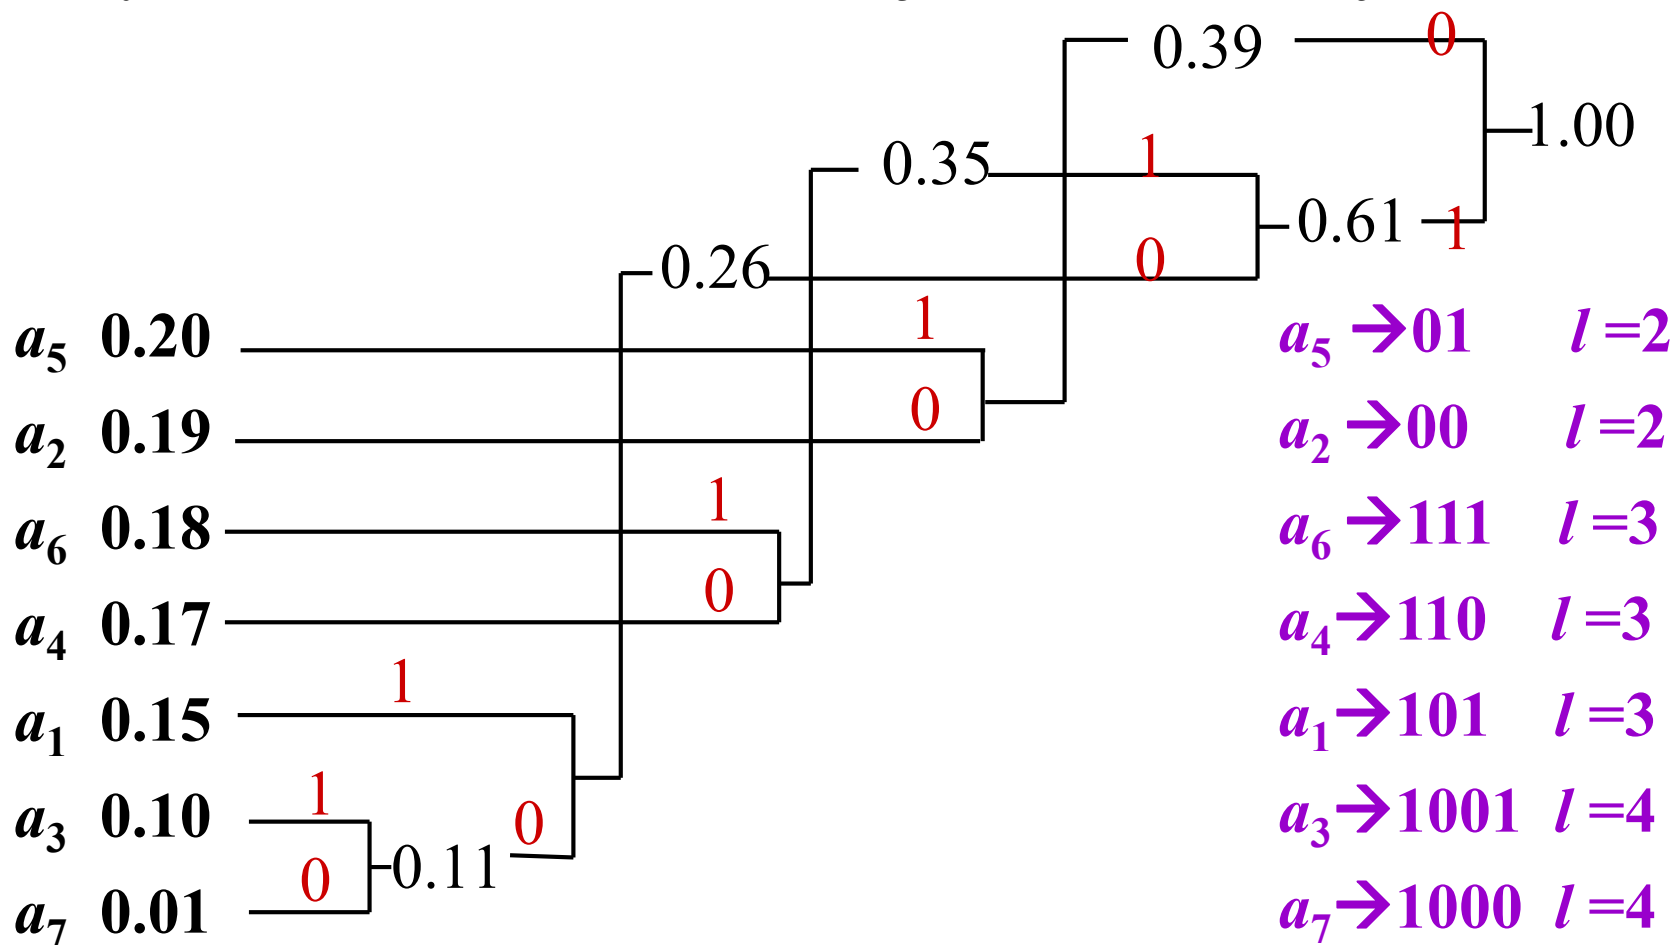 0.39 0
1.00
0.35 1
0.61 1
0.26 0
a5 0.20 1 a5 →01 l =2
a2 0.19 0 a2 →00 l =2
a6 0.18 1 a6 →111 l =3
a4 0.17 0 a4→110 l =3
a1 0.15 1 a1→101 l =3
a3 0.10 1 0 a3→1001 l =4
0 0.11
a7 0.01 a7→1000 l =4